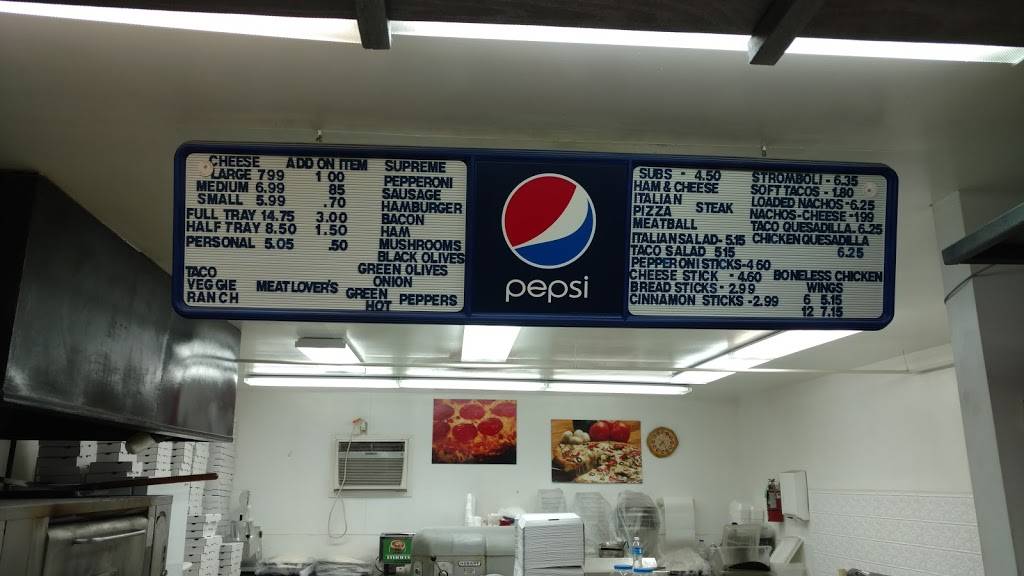 CHEESE ADD ON ITEM SUPREME
LARGE 7 99 1 00 PEPPERONI
MEDIUM 6.99 85 SAUSAGE
SMALL 5.99 .70 HAMBURGER
FULL TRAY 14.75 3.00 BACON
HALF TRAY 8.50 1.50 HAM
PERSONAL 5.05 .50 MUSHROOMS
BLACK OLIVES
GREEN OLIVES
TACO ONION
VEGGIE MEAT LOVER'S GREEN PEPPERS
RANCH HOT
pepsi
SUBS - 4.50
HAM & CHEESE
ITALIAN
PIZZA STEAK
MEATBALL
ITALIAN SALAD- 5.15
TACO SALAD 5.15
PEPPERONI STICKS-4 60
CHEESE STICK - 4.60
BREAD STICKS - 2.99
CINNAMON STICKS -2.99
STROMBOLI - 6.35
SOFT TACOS - 1.80
LOADED NACHOS -6.25
NACHOS-CHEESE -1.99
TACO QUESADILLA . 6.25
CHICKEN QUESADILLA
6.25
BONELESS CHICKEN
WINGS
6 5.15
12 7.15